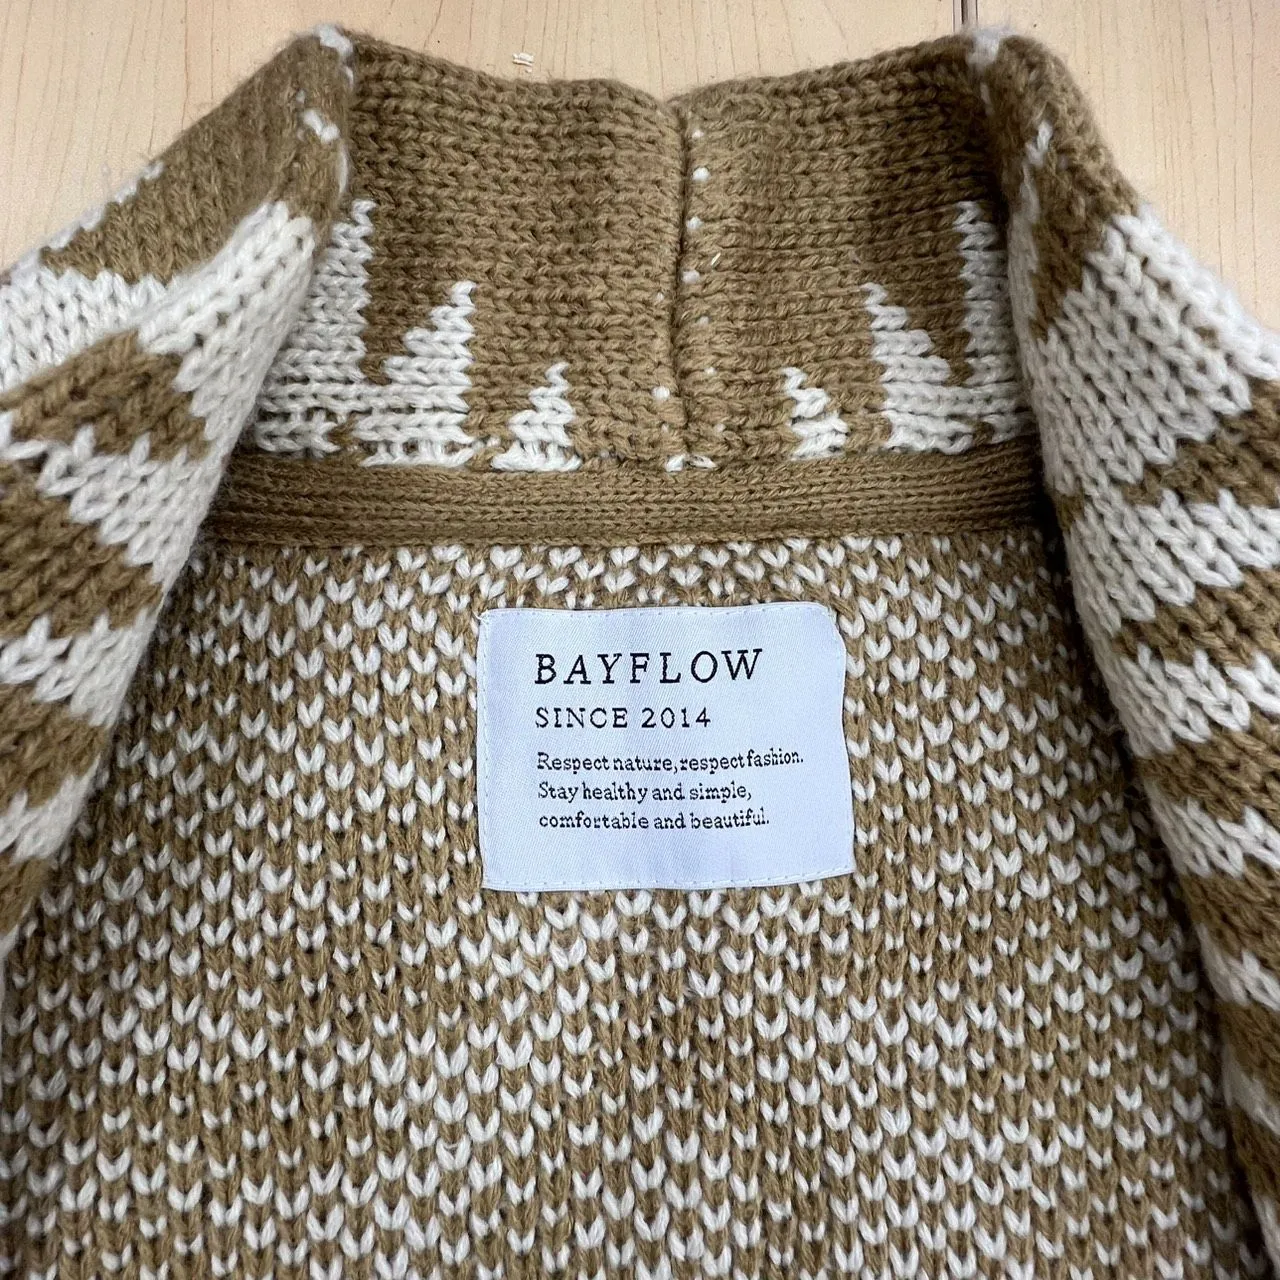 BAYFLOW
SINCE 2014
Respect nature, respect fashion.
Stay healthy and simple,
comfortable and beautiful.